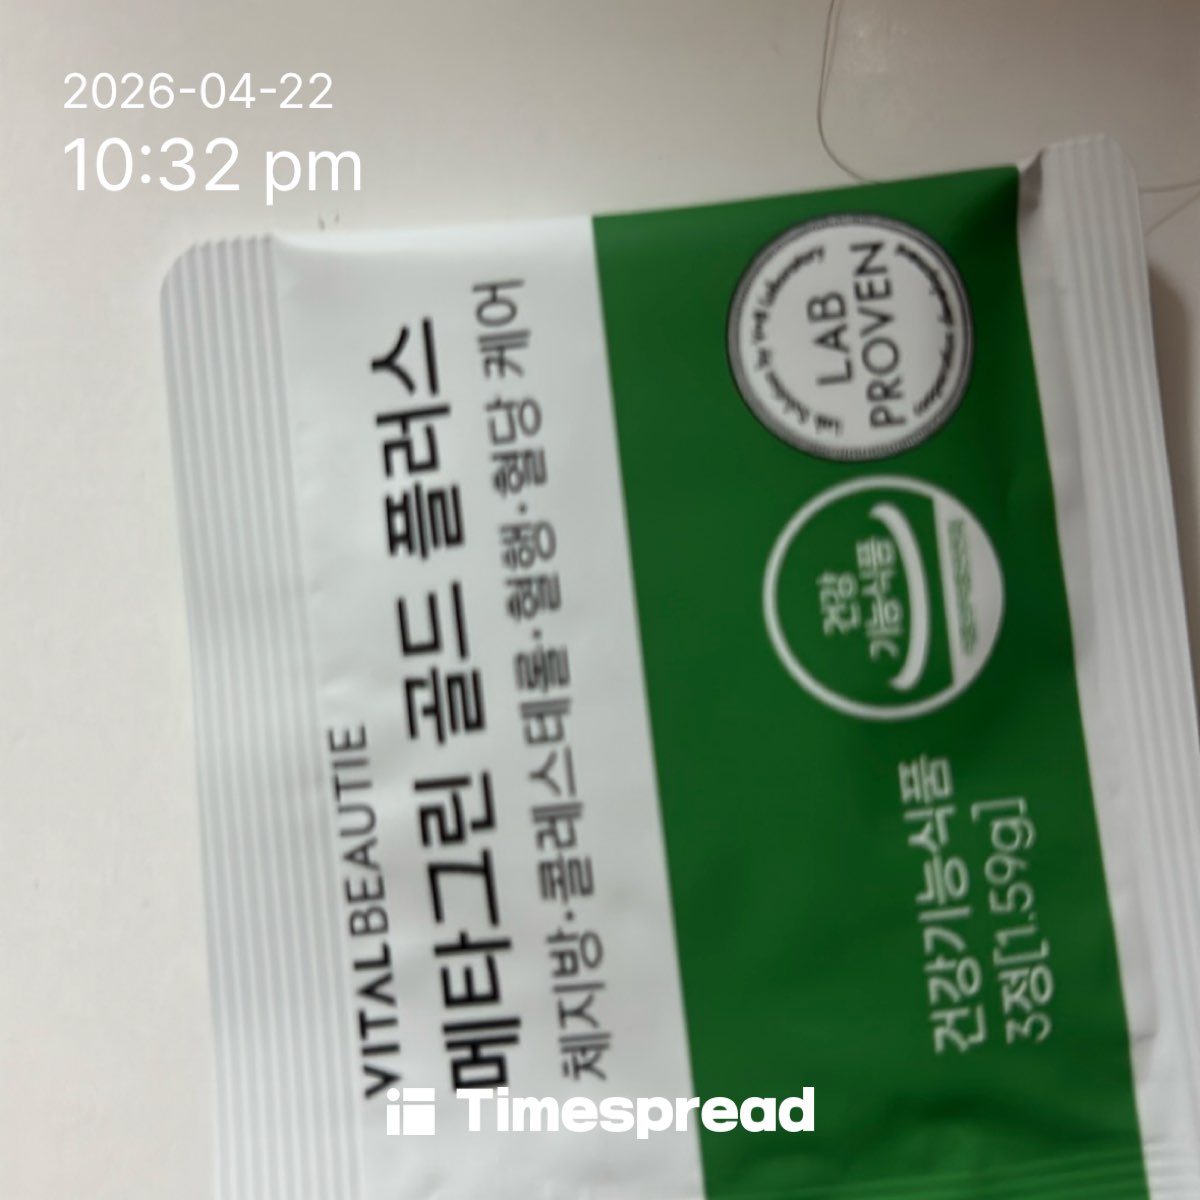 2026-04-22
10:32 pm
VITALBEAUTIE
메타그린 골드 플러스
체지방·콜레스테롤·혈행·혈당 케어
LAB
PROVEN
건강
기능식품
건강기능식품
3정[1.59g]
Timespread